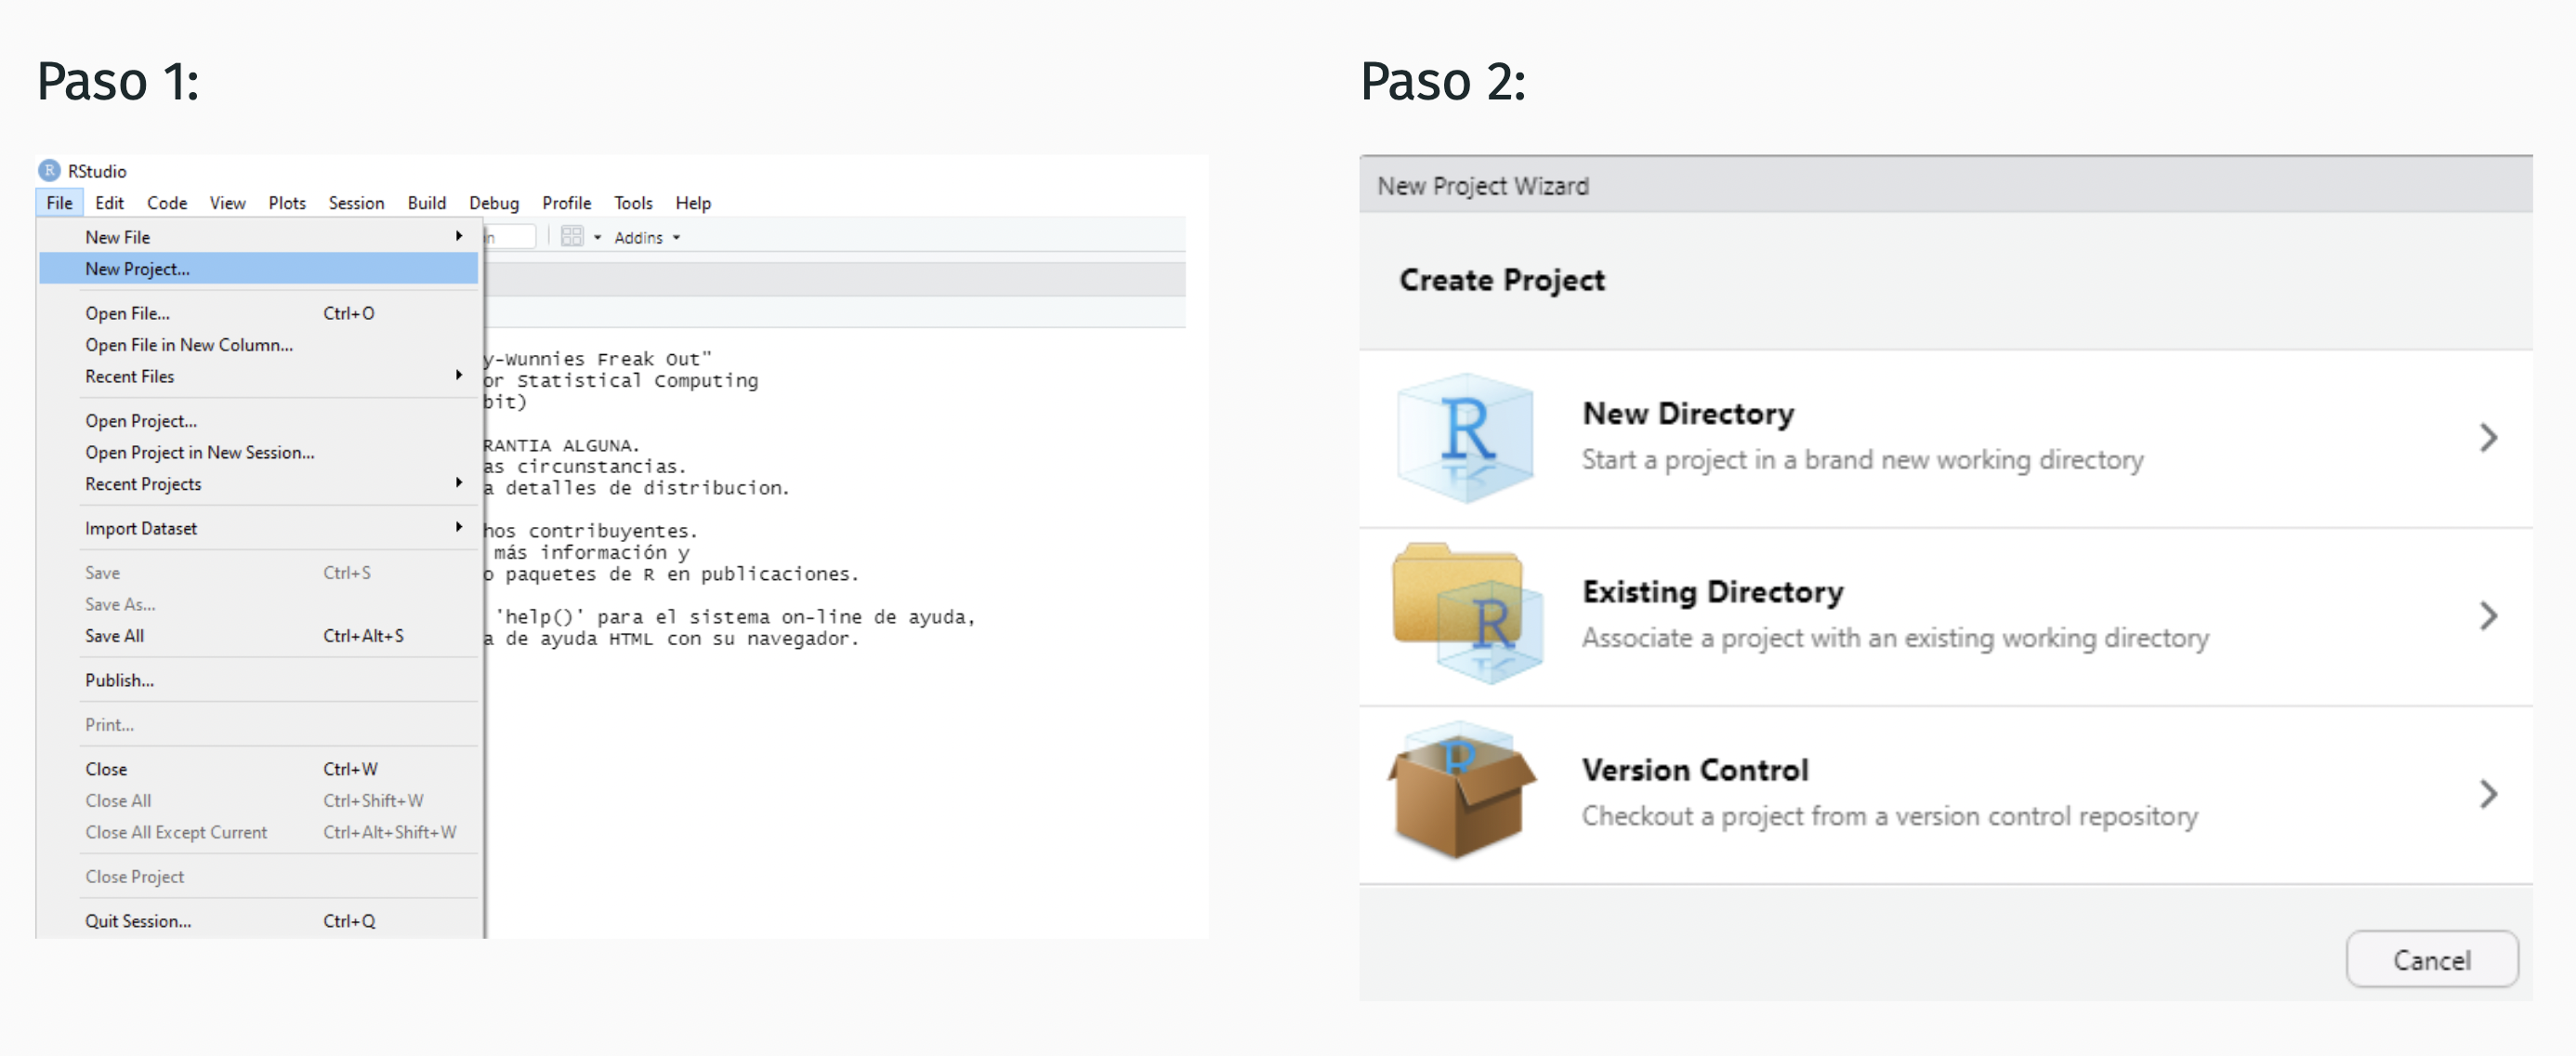 Paso 1:
RStudio
File Edit Code View Plots Session Build Debug Profile Tools Help
Addins
New File
New Project...
Open File... Ctrl+O
Open File in New Column...
Recent Files
Open Project...
Open Project in New Session...
Recent Projects
Import Dataset
Save Ctrl+S
Save As...
Save All Ctrl+Alt+S
Publish...
Print...
Close Ctrl+W
Close All Ctrl+Shift+W
Close All Except Current Ctrl+Alt+Shift+W
Close Project
Quit Session... Ctrl+Q
y-Wunnies Freak Out"
or Statistical Computing
bit)
RANTIA ALGUNA.
as circunstancias.
a detalles de distribucion.
hos contribuyentes.
más información y
o paquetes de R en publicaciones.
'help()' para el sistema on-line de ayuda,
a de ayuda HTML con su navegador.
Paso 2:
New Project Wizard
Create Project
New Directory
Start a project in a brand new working directory
Existing Directory
Associate a project with an existing working directory
Version Control
Checkout a project from a version control repository
Cancel